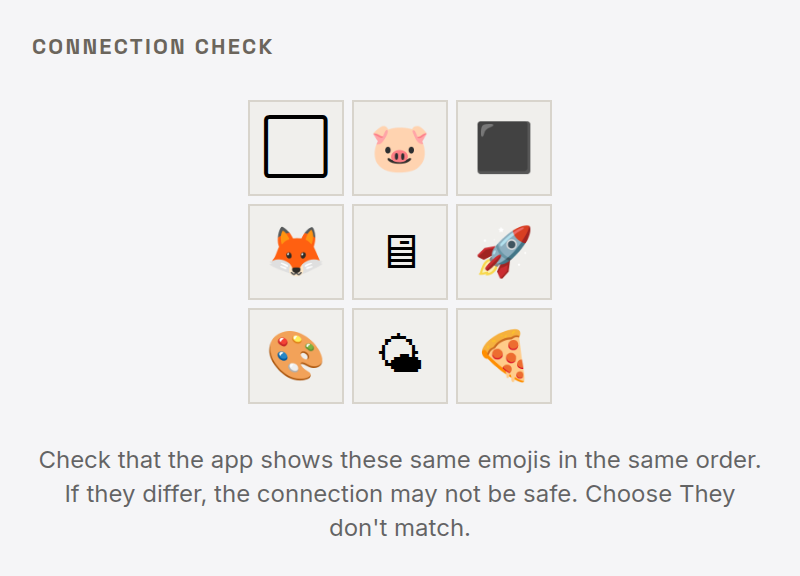 CONNECTION CHECK
Check that the app shows these same emojis in the same order.
If they differ, the connection may not be safe. Choose They
don't match.